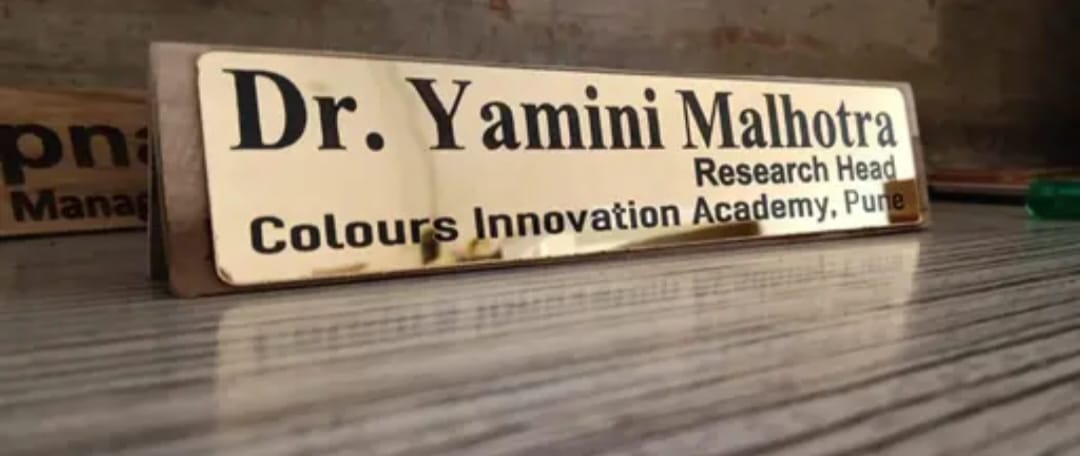 Dr. Yamini Malhotra
Research Head
Colours Innovation Academy, Pune